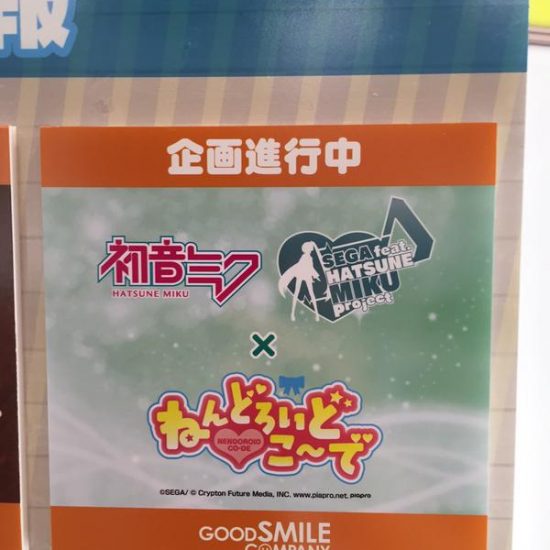 版
企画進行中
初音ミク
HATSUNE MIKU
SEGA feat.
HATSUNE
MIKU
project
×
ねんどろいど
NENDOROID
CO-DE
こ~で
©SEGA/ © Crypton Future Media, INC. www.piapro.net. piapro
GOOD SMILE
COMPANY